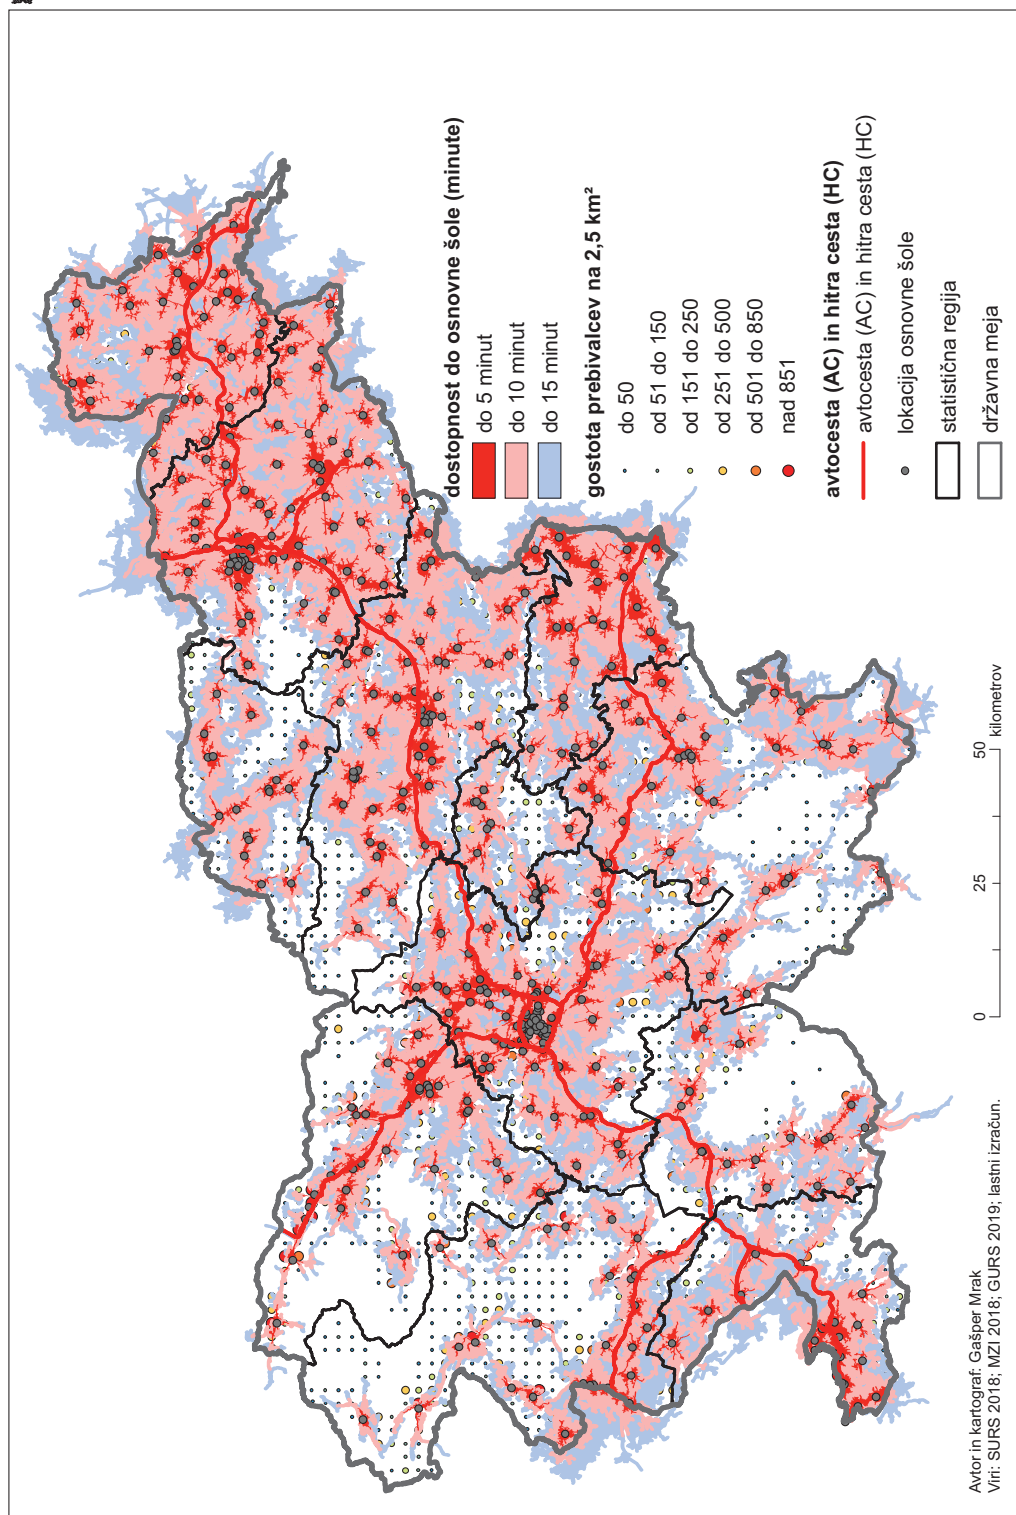 dostopnost do osnovne šole (minute)
do 5 minut
do 10 minut
do 15 minut
gostota prebivalcev na 2,5 km²
do 50
od 51 do 150
od 151 do 250
od 251 do 500
od 501 do 850
nad 851
avtocesta (AC) in hitra cesta (HC)
avtocesta (AC) in hitra cesta (HC)
lokacija osnovne šole
statistična regija
državna meja
0 25 50
kilometrov
Avtor in kartograf: Gašper Mrak
Viri: SURS 2018; MZI 2018; GURS 2019; lastni izračun.